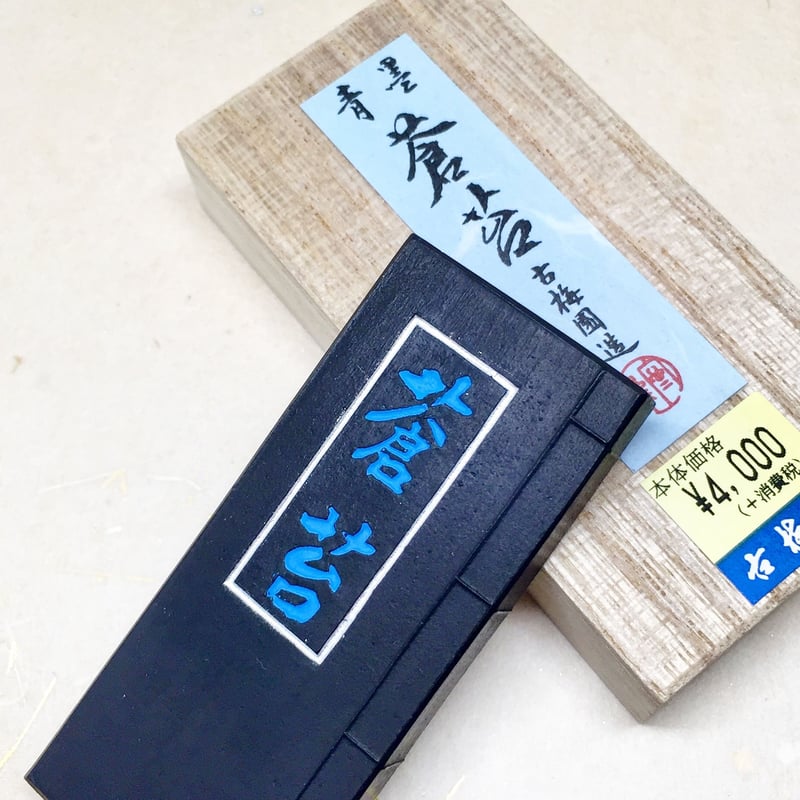 青墨
蒼苔
古梅園造
本体価格
¥4,000
(+消費税)
蒼苔